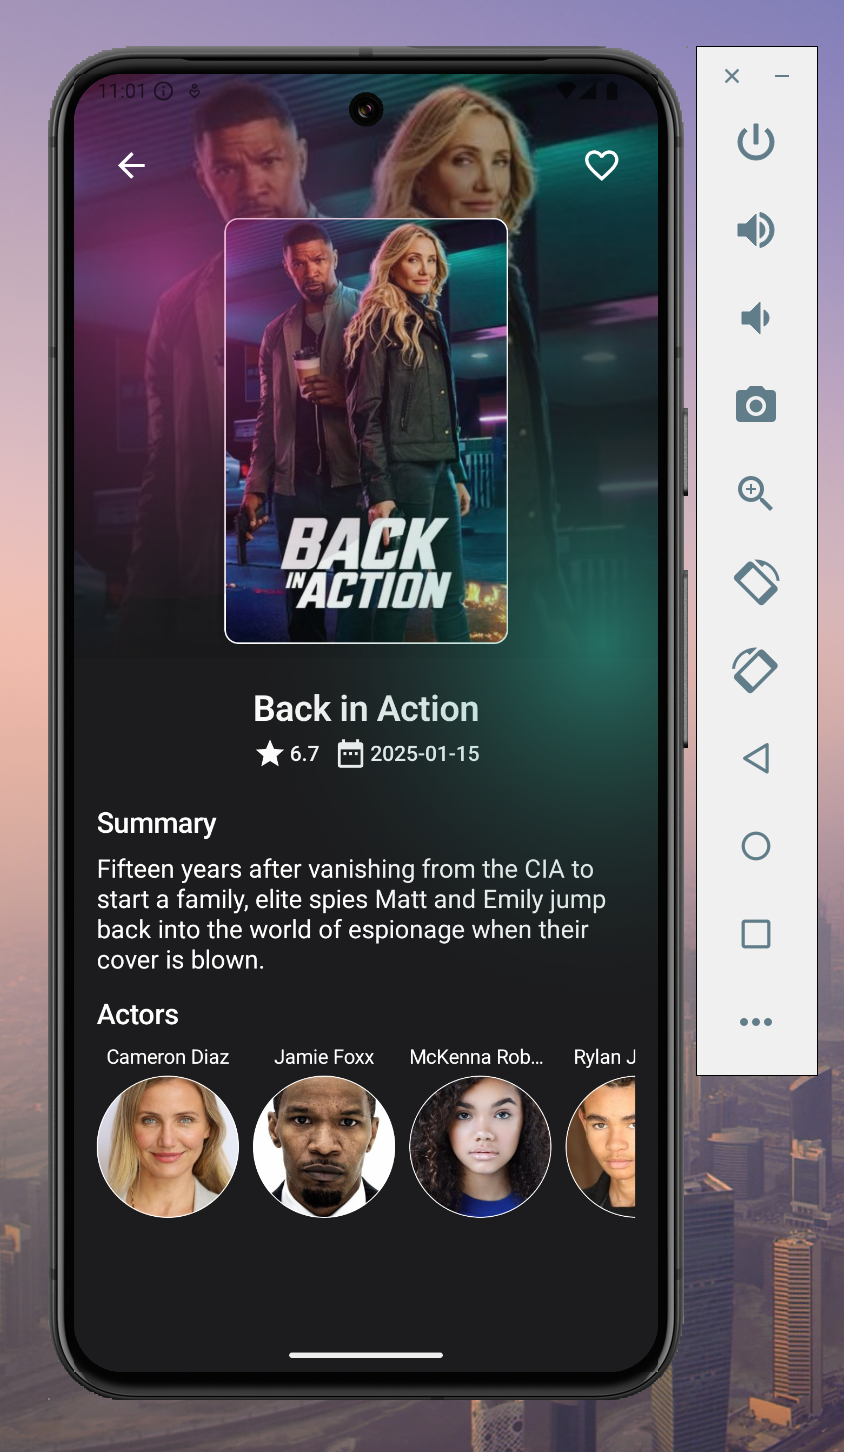 11:01
BACK
IN ACTION
Back in Action
6.7 2025-01-15
Summary
Fifteen years after vanishing from the CIA to
start a family, elite spies Matt and Emily jump
back into the world of espionage when their
cover is blown.
Actors
Cameron Diaz Jamie Foxx McKenna Rob... Rylan J